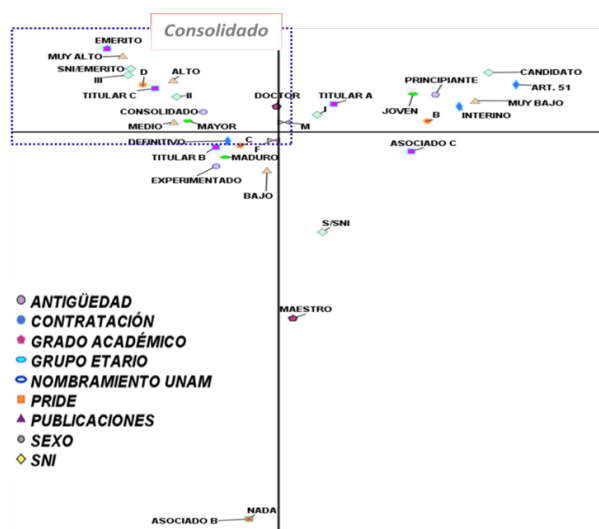 Consolidado
EMERITO
MUY ALTO
SNI/EMERITO
III
D
ALTO
TITULAR C
II
CONSOLIDADO
MEDIO
MAYOR
DOCTOR
I
TITULAR A
M
PRINCIPIANTE
CANDIDATO
ART. 51
JOVEN
B
MUY BAJO
INTERINO
ASOCIADO C
DEFINITIVO
C
F
TITULAR B
MADURO
EXPERIMENTADO
BAJO
S/SNI
MAESTRO
ANTIGÜEDAD
CONTRATACIÓN
GRADO ACADÉMICO
GRUPO ETARIO
NOMBRAMIENTO UNAM
PRIDE
PUBLICACIONES
SEXO
SNI
NADA
ASOCIADO B